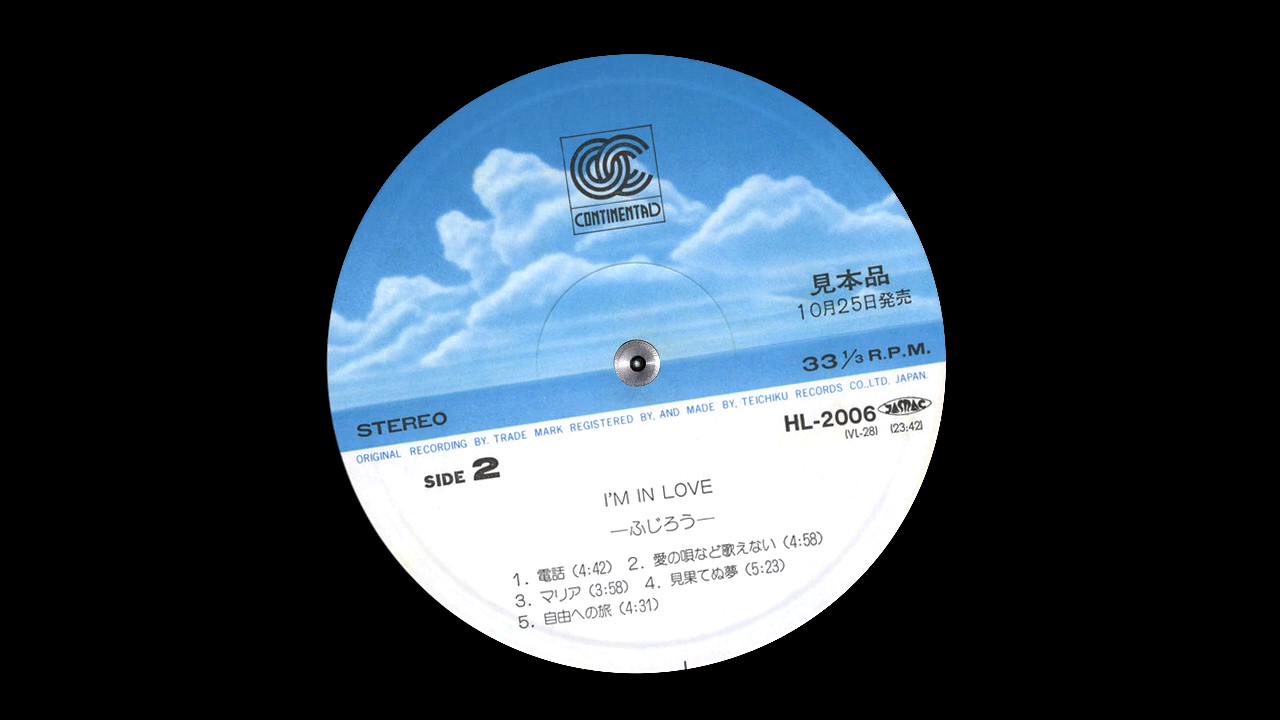 CONTINENTAL
見本品
10月25日発売
33 1/3 R.P.M.
STEREO
ORIGINAL RECORDING BY. TRADE MARK REGISTERED BY. AND MADE BY. TEICHIKU RECORDS CO.,LTD. JAPAN.
HL-2006 JASRAC
(VL-28) (23:42)
SIDE 2
I'M IN LOVE
—ふじろう—
1. 電話 (4:42) 2. 愛の唄など歌えない (4:58)
3. マリア (3:58) 4. 見果てぬ夢 (5:23)
5. 自由への旅 (4:31)